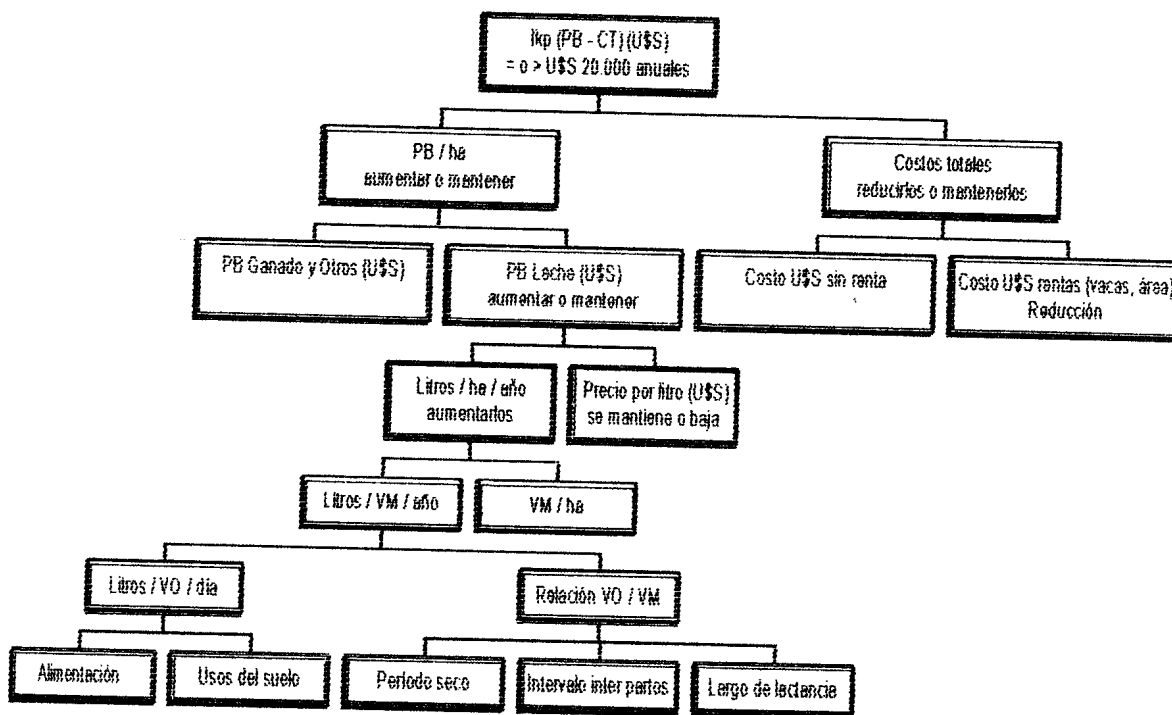 Ikp (PB - CT) (U$S)
= o > U$S 20.000 anuales
PB / ha
aumentar o mantener
Costos totales
reducirlos o mantenerlos
PB Ganado y Otros (U$S)
PB Leche (U$S)
aumentar o mantener
Costo U$S sin renta
Costo U$S rentas (vacas, área)
Reducción
Litros / ha / año
aumentarlos
Precio por litro (U$S)
se mantiene o baja
Litros / VM / año
VM / ha
Litros / VO / día
Relación VO / VM
Alimentación
Usos del suelo
Período seco
Intervalo inter partos
Largo de lactancia